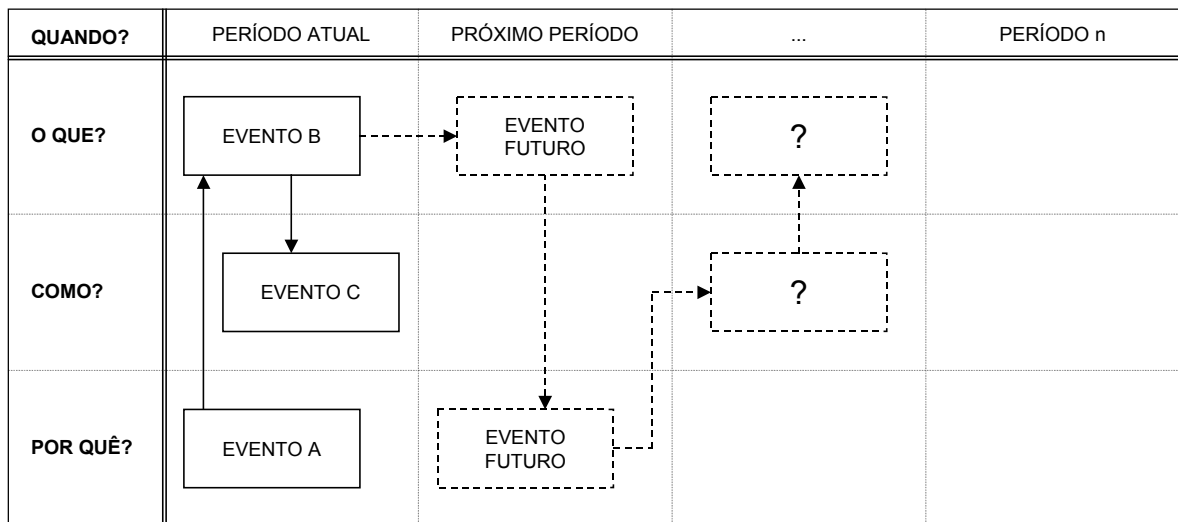 QUANDO?
PERÍODO ATUAL
PRÓXIMO PERÍODO
...
PERÍODO n
O QUE?
EVENTO B
EVENTO
FUTURO
?
COMO?
EVENTO C
?
POR QUÊ?
EVENTO A
EVENTO
FUTURO